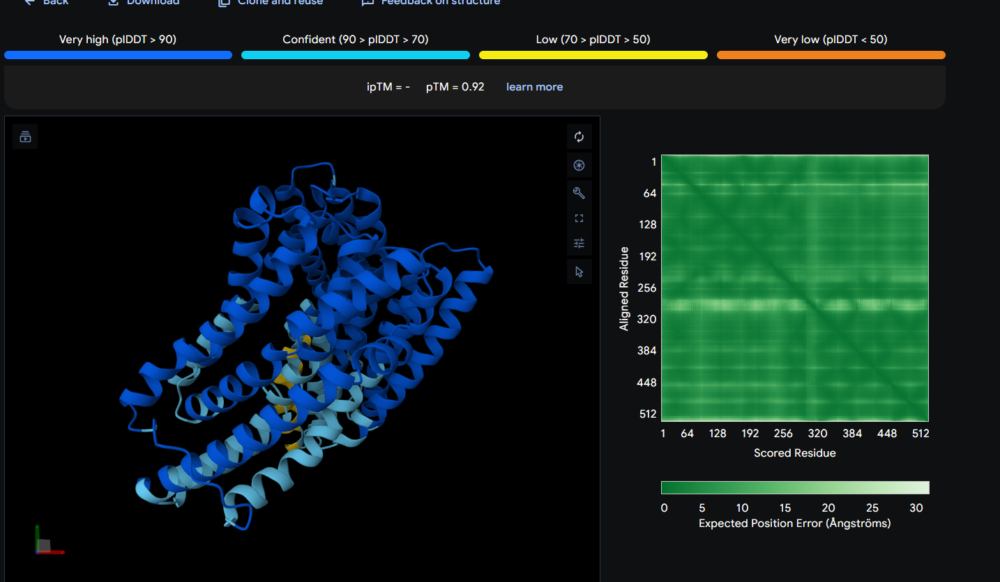 Back Download Clone and reuse Feedback on structure
Very high (plDDT > 90) Confident (90 > plDDT > 70) Low (70 > plDDT > 50) Very low (plDDT < 50)
ipTM = - pTM = 0.92 learn more
1
64
128
192
256
320
384
448
512
Aligned Residue
1 64 128 192 256 320 384 448 512
Scored Residue
0 5 10 15 20 25 30
Expected Position Error (Ångströms)